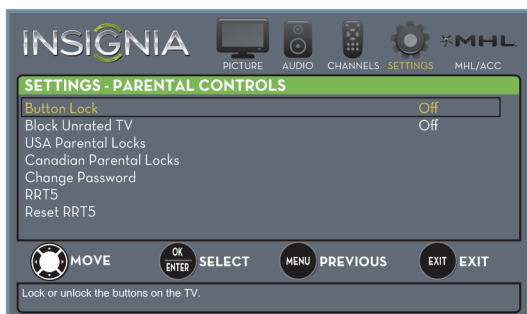 INSIGNIA
PICTURE AUDIO CHANNELS SETTINGS MHL/ACC
MHL
SETTINGS - PARENTAL CONTROLS
Button Lock Off
Block Unrated TV Off
USA Parental Locks
Canadian Parental Locks
Change Password
RRT5
Reset RRT5
MOVE OK ENTER SELECT MENU PREVIOUS EXIT EXIT
Lock or unlock the buttons on the TV.